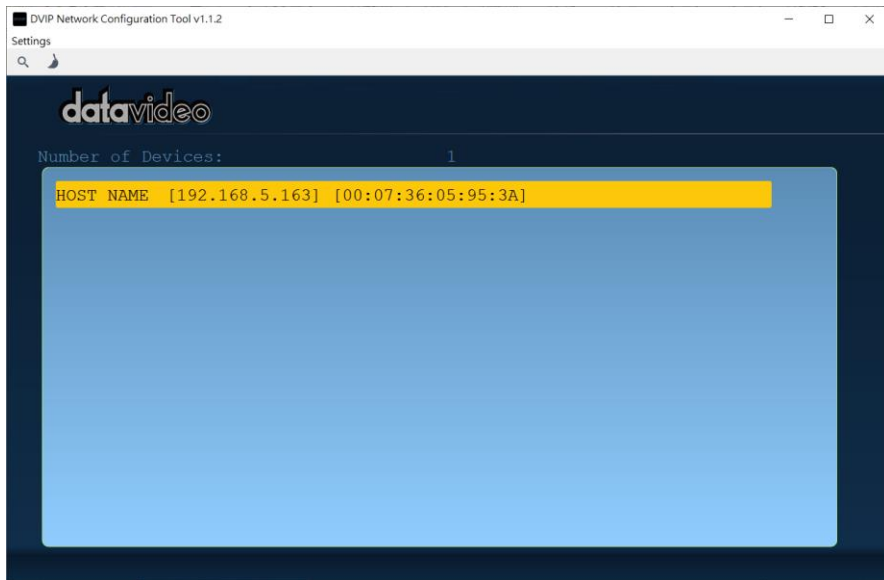 DVIP Network Configuration Tool v1.1.2
Settings
datavideo
Number of Devices: 1
HOST NAME [192.168.5.163] [00:07:36:05:95:3A]